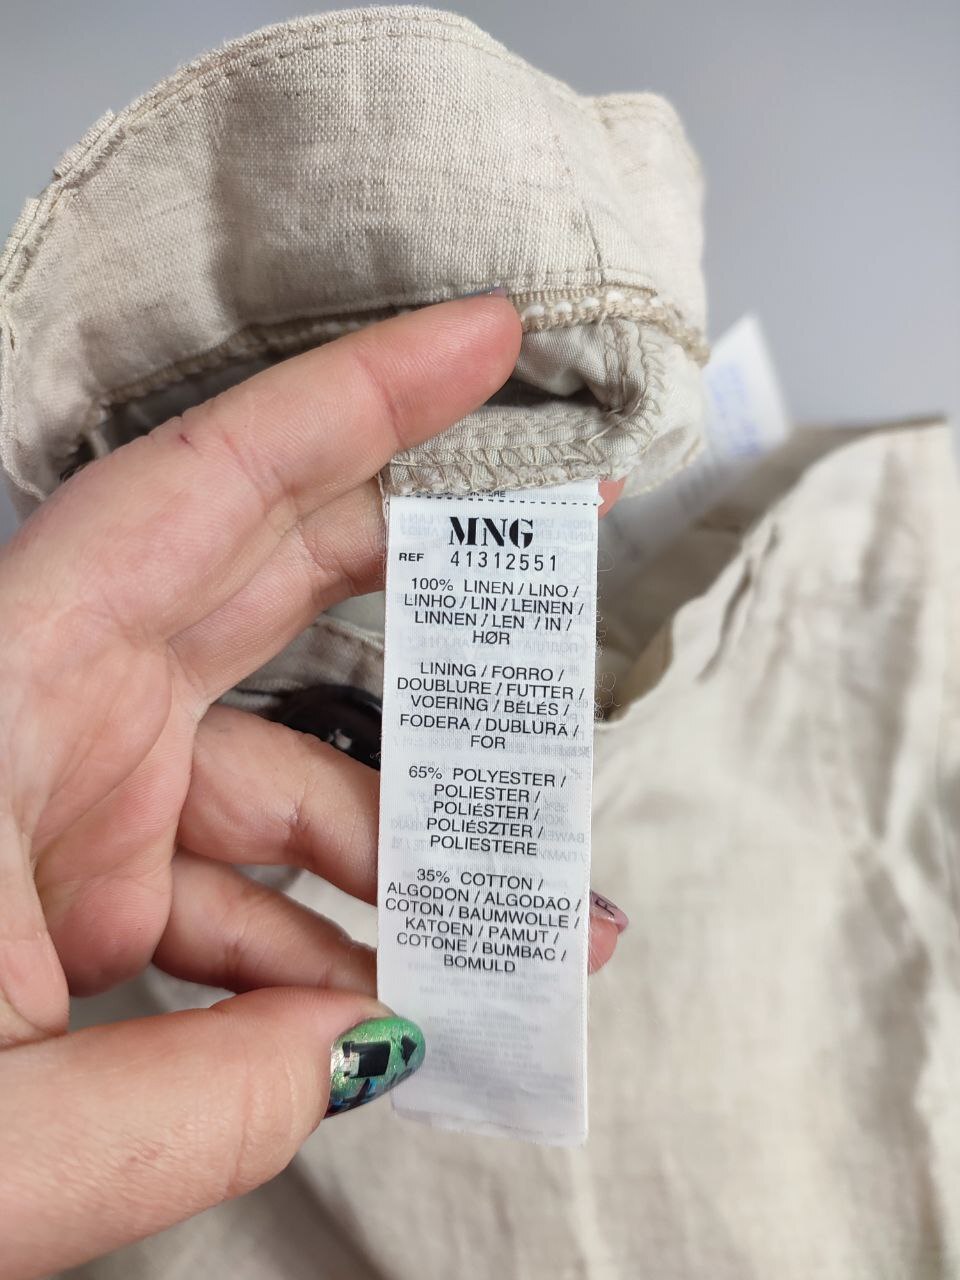 MNG
REF 41312551
100% LINEN / LINO /
LINHO / LIN / LEINEN /
LINNEN / LEN / IN /
HØR
LINING / FORRO /
DOUBLURE / FUTTER /
VOERING / BÉLÉS /
FODERA / DUBLURĂ /
FOR
65% POLYESTER /
POLIESTER /
POLIÉSTER /
POLIÉSZTER /
POLIESTERE
35% COTTON /
ALGODON / ALGODÃO /
COTON / BAUMWOLLE /
KATOEN / PAMUT /
COTONE / BUMBAC /
BOMULD